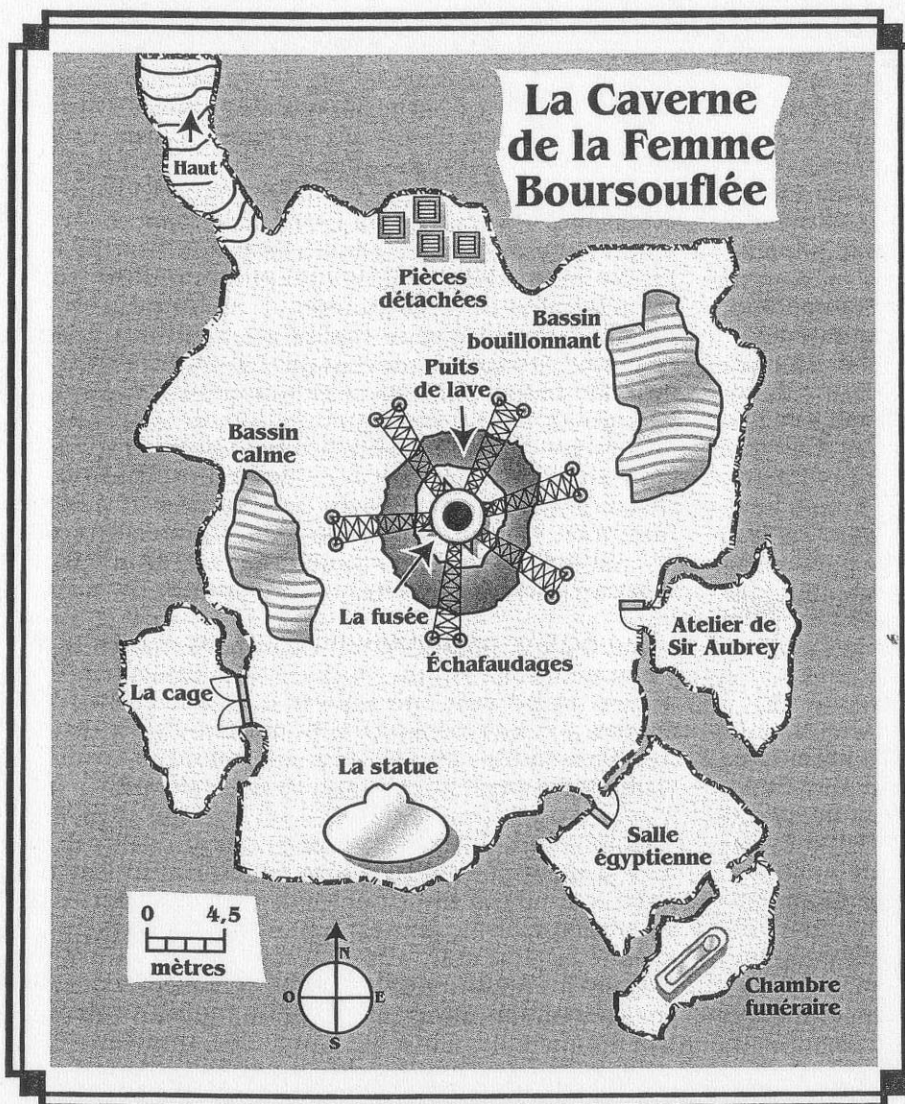 La Caverne
de la Femme
Boursouflée
Haut
Pièces
détachées
Bassin
bouillonnant
Puits
de lave
Bassin
calme
La fusée
Échafaudages
Atelier de
Sir Aubrey
La cage
La statue
Salle
égyptienne
Chambre
funéraire
0 4,5
mètres
N
O E
S